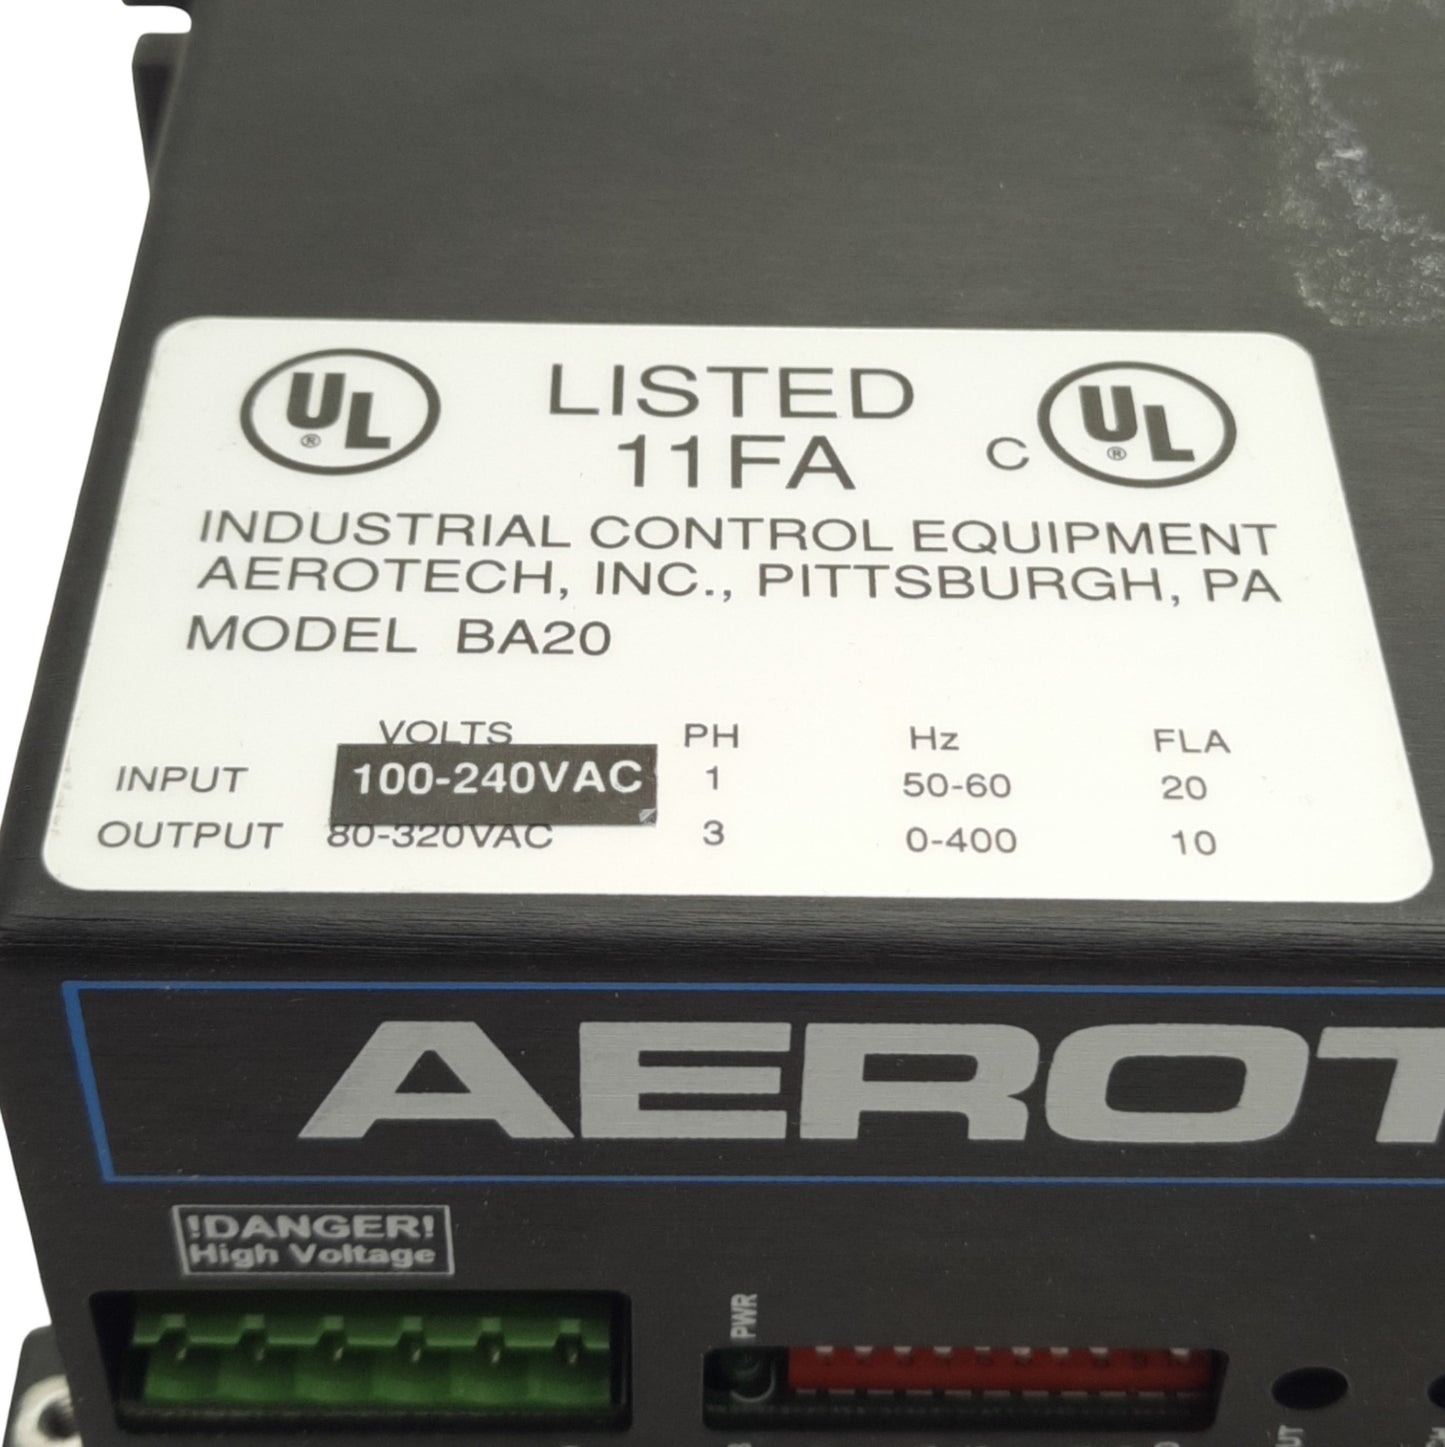 UL ® LISTED C UL ®
11FA
INDUSTRIAL CONTROL EQUIPMENT
AEROTECH, INC., PITTSBURGH, PA
MODEL BA20
VOLTS PH Hz FLA
INPUT 100-240VAC 1 50-60 20
OUTPUT 80-320VAC 3 0-400 10
AEROT
!DANGER!
High Voltage
PWR